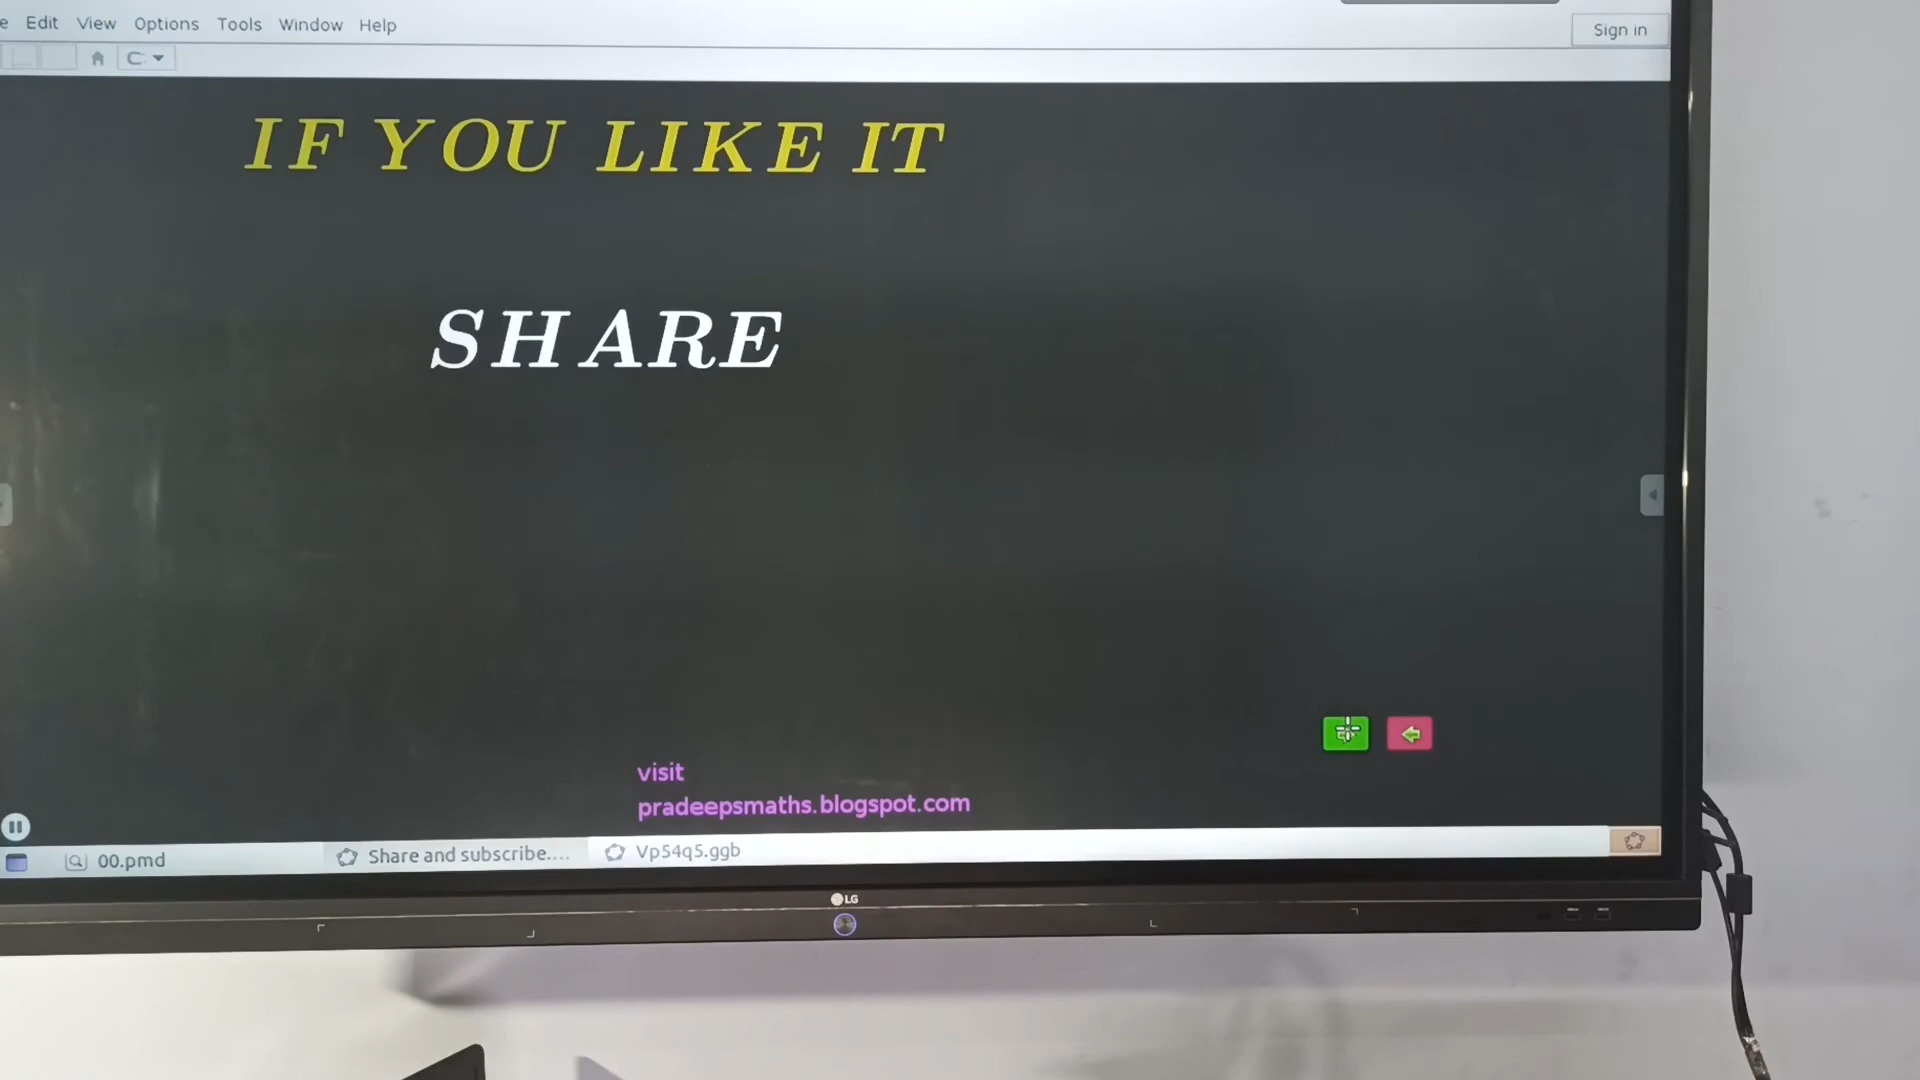 Edit View Options Tools Window Help
Sign in
C:
IF YOU LIKE IT
SHARE
visit
pradeepsmaths.blogspot.com
00.pmd Share and subscribe.... Vp54q5.ggb
LG